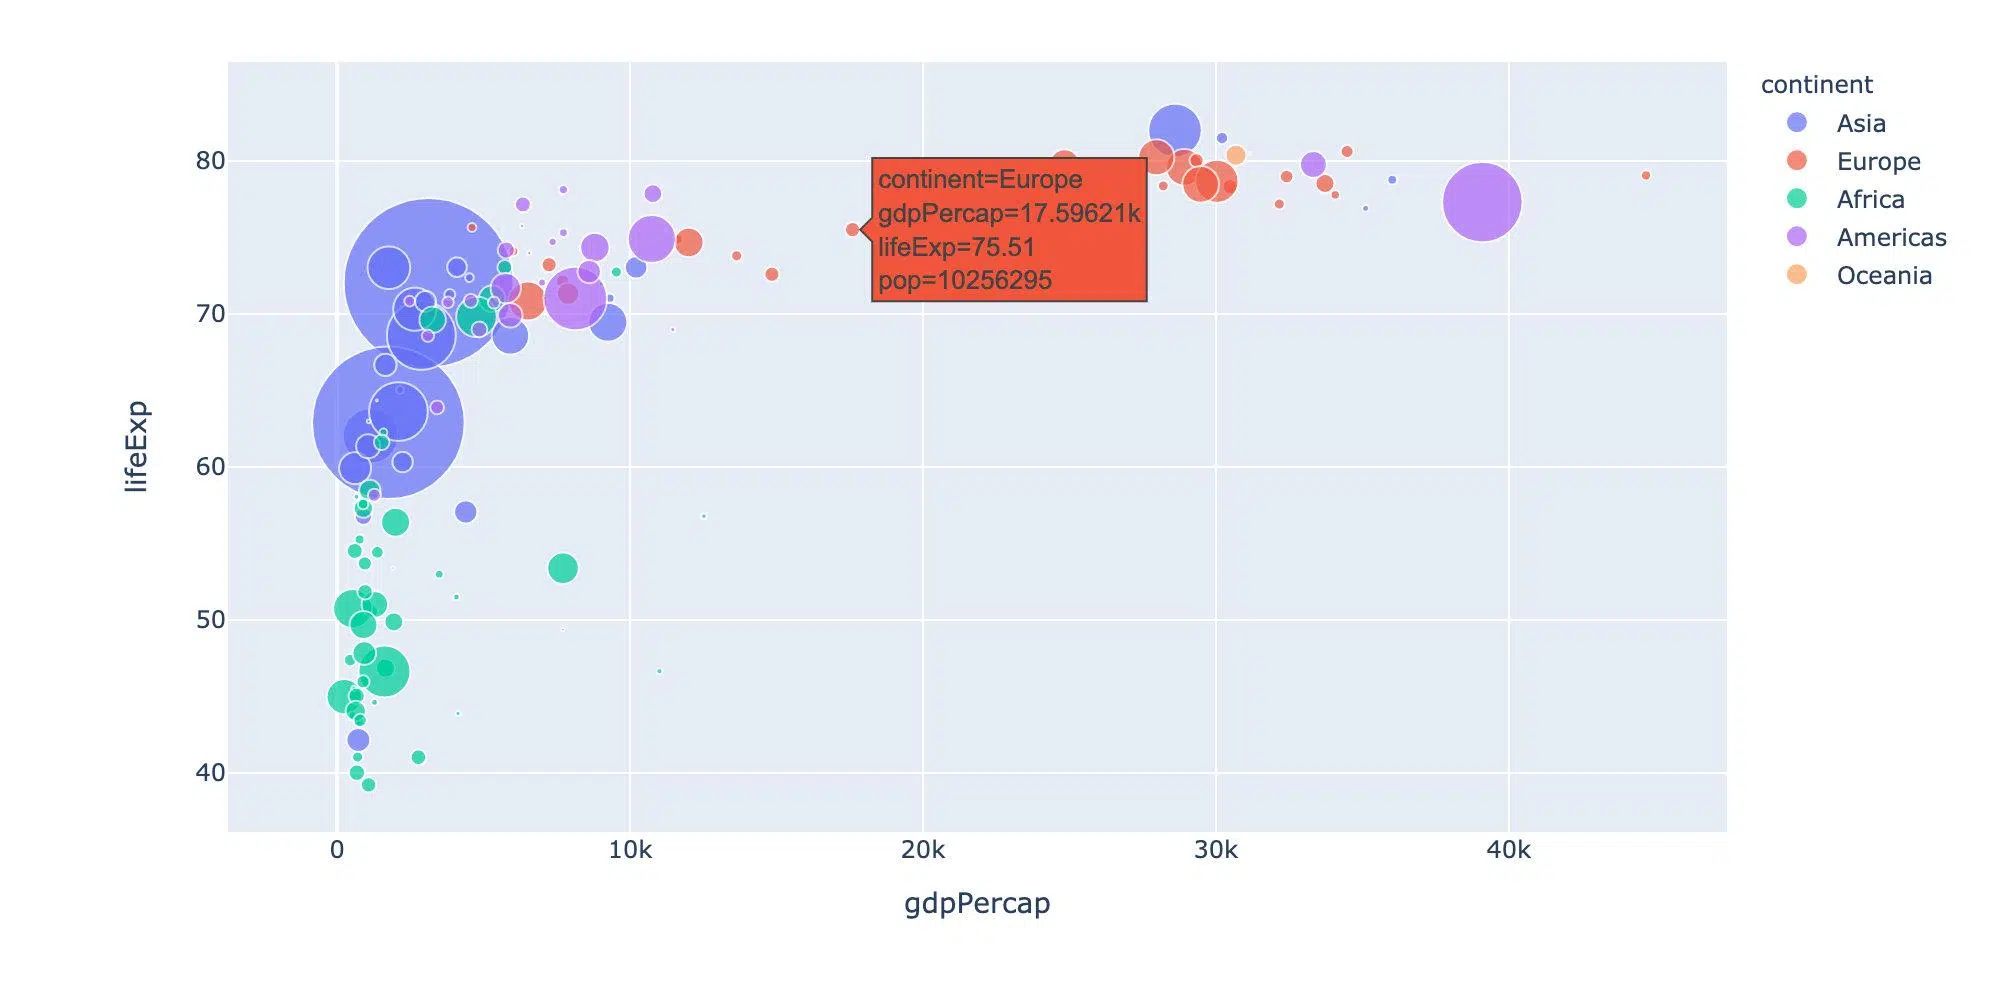 continent
Asia
Europe
Africa
Americas
Oceania
continent=Europe
gdpPercap=17.59621k
lifeExp=75.51
pop=10256295
lifeExp
80
70
60
50
40
0
10k
20k
30k
40k
gdpPercap